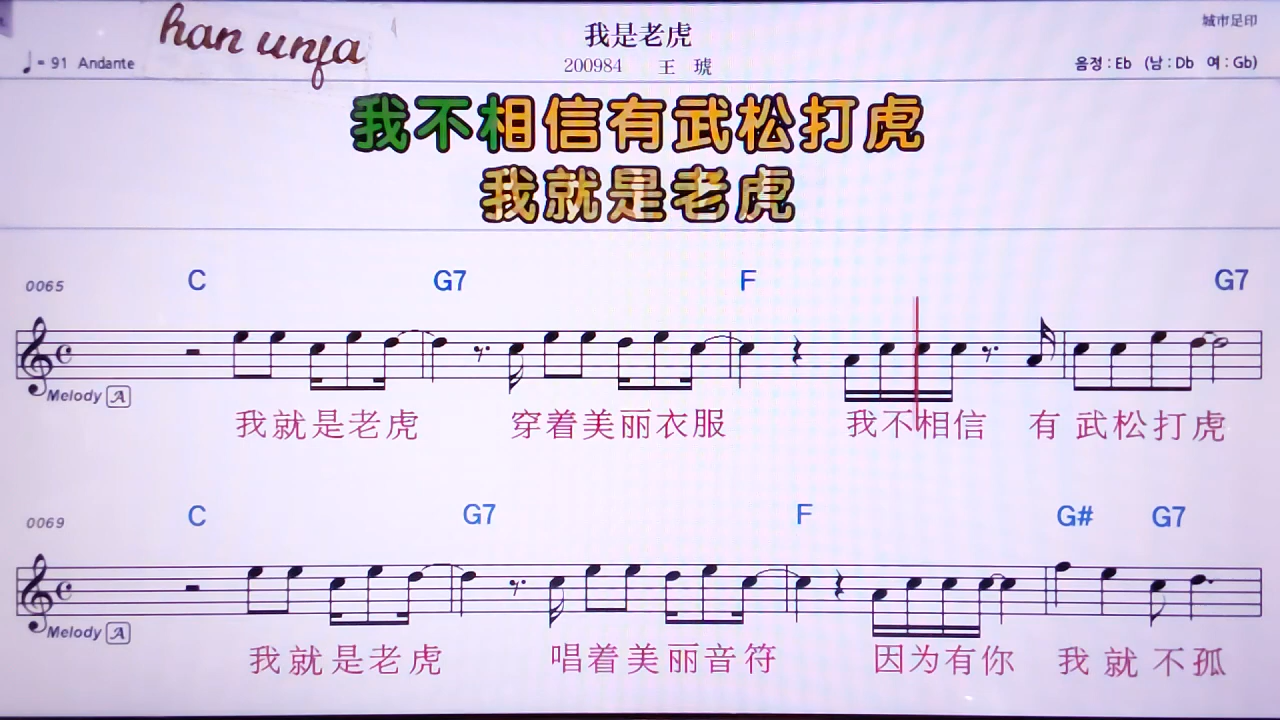 han unfa
我是老虎
城市足印
♩= 91 Andante
200984 王 琥
음정 : Eb (남 : Db 여 : Gb)
我不相信有武松打虎
我就是老虎
0065
C G7 F G7
Melody A
我就是老虎 穿着美丽衣服 我不相信 有 武松打虎
0069
C G7 F G# G7
Melody A
我就是老虎 唱着美丽音符 因为有你 我就不孤